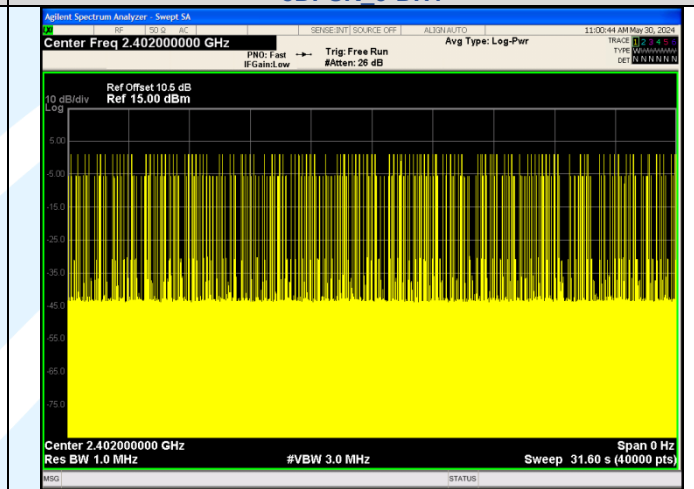 Agilent Spectrum Analyzer - Swept SA
RF 50 Ω AC SENSE:INT SOURCE OFF ALIGN AUTO 11:00:44 AM May 30, 2024
Center Freq 2.402000000 GHz
PNO: Fast
IFGain:Low
Trig: Free Run
#Atten: 26 dB
Avg Type: Log-Pwr
TRACE 1 2 3 4 5 6
TYPE
DET N N N N N N
Ref Offset 10.5 dB
10 dB/div Ref 15.00 dBm
Log
5.00
-5.00
-15.0
-25.0
-35.0
-45.0
-55.0
-65.0
-75.0
Center 2.402000000 GHz Span 0 Hz
Res BW 1.0 MHz #VBW 3.0 MHz Sweep 31.60 s (40000 pts)
MSG STATUS